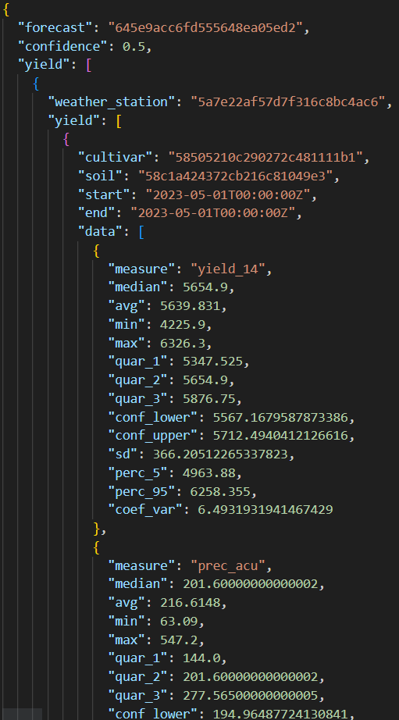 {
"forecast": "645e9acc6fd555648ea05ed2",
"confidence": 0.5,
"yield": [
{
"weather_station": "5a7e22af57d7f316c8bc4ac6",
"yield": [
{
"cultivar": "58505210c290272c481111b1",
"soil": "58c1a424372cb216c81049e3",
"start": "2023-05-01T00:00:00Z",
"end": "2023-05-01T00:00:00Z",
"data": [
{
"measure": "yield_14",
"median": 5654.9,
"avg": 5639.831,
"min": 4225.9,
"max": 6326.3,
"quar_1": 5347.525,
"quar_2": 5654.9,
"quar_3": 5876.75,
"conf_lower": 5567.1679587873386,
"conf_upper": 5712.4940412126616,
"sd": 366.20512265337823,
"perc_5": 4963.88,
"perc_95": 6258.355,
"coef_var": 6.4931931941467429
},
{
"measure": "prec_acu",
"median": 201.60000000000002,
"avg": 216.6148,
"min": 63.09,
"max": 547.2,
"quar_1": 144.0,
"quar_2": 201.60000000000002,
"quar_3": 277.56500000000005,
"conf_lower": 194.96487724130841,